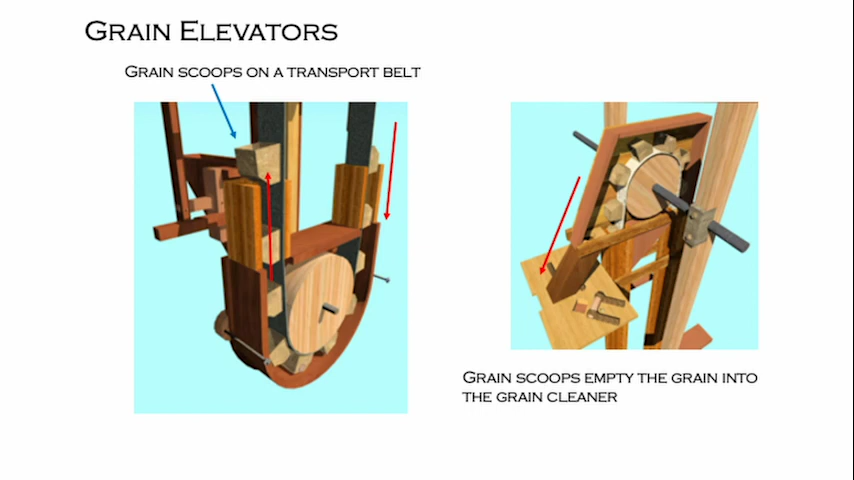 Grain Elevators
Grain scoops on a transport belt
Grain scoops empty the grain into
the grain cleaner